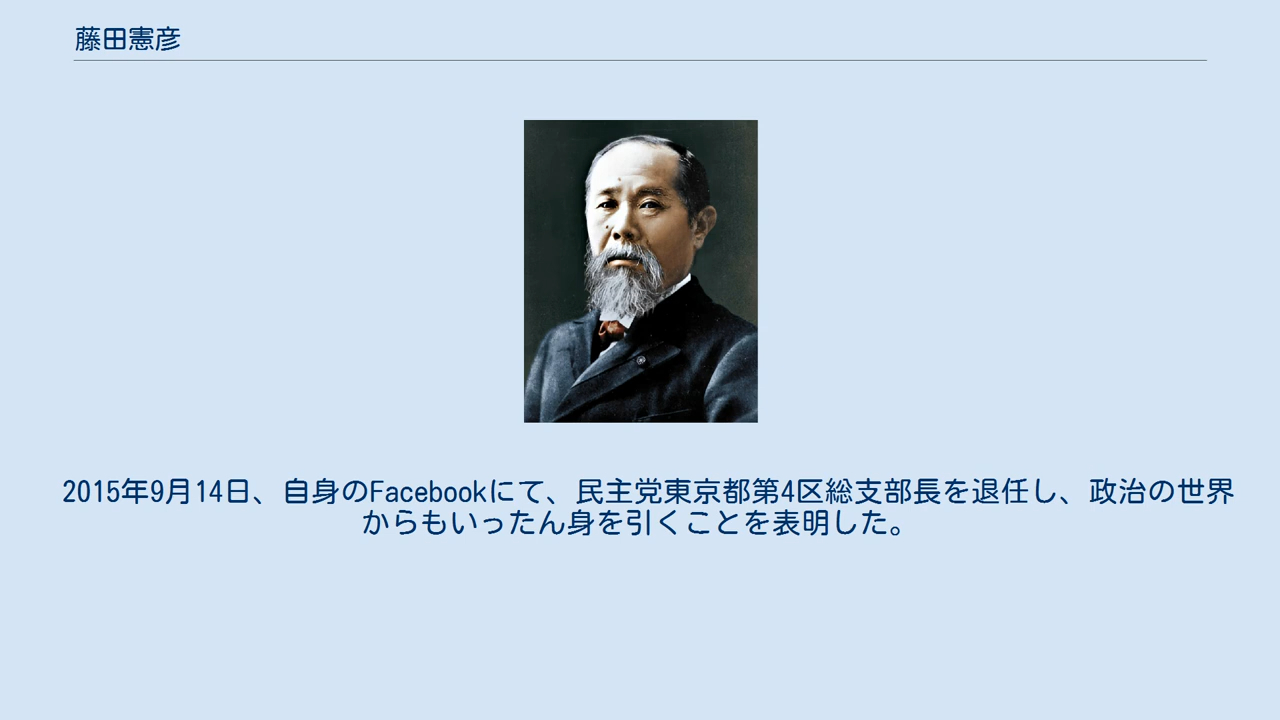 藤田憲彦
2015年9月14日、自身のFacebookにて、民主党東京都第4区総支部長を退任し、政治の世界
からもいったん身を引くことを表明した。